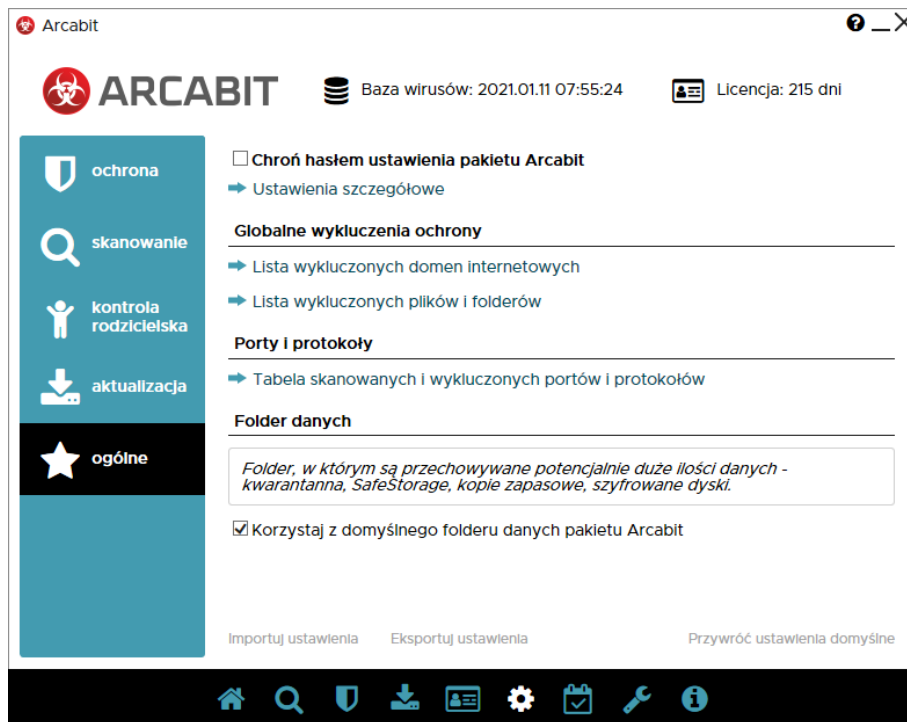 Arcabit
ARCABIT
Baza wirusów: 2021.01.11 07:55:24
Licencja: 215 dni
ochrona
skanowanie
kontrola
rodzicielska
aktualizacja
ogólne
Chroń hasłem ustawienia pakietu Arcabit
Ustawienia szczegółowe
Globalne wykluczenia ochrony
Lista wykluczonych domen internetowych
Lista wykluczonych plików i folderów
Porty i protokoły
Tabela skanowanych i wykluczonych portów i protokołów
Folder danych
Folder, w którym są przechowywane potencjalnie duże ilości danych -
kwarantanna, SafeStorage, kopie zapasowe, szyfrowane dyski.
Korzystaj z domyślnego folderu danych pakietu Arcabit
Importuj ustawienia
Eksportuj ustawienia
Przywróć ustawienia domyślne